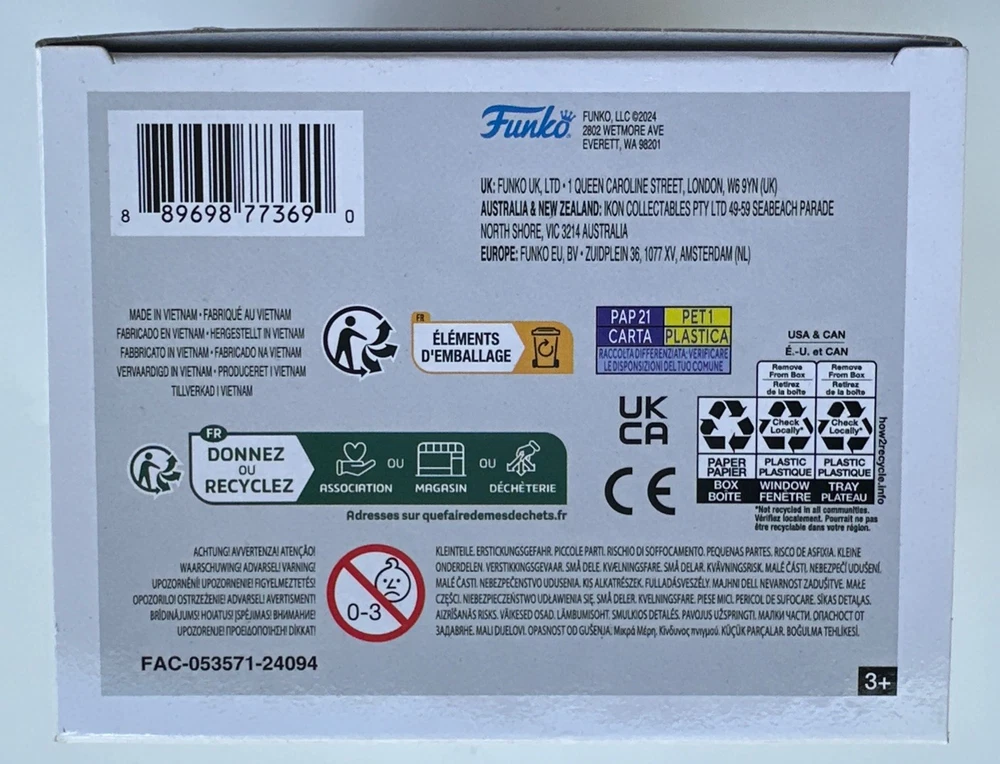 8 89698 77369 0
Funko
FUNKO, LLC ©2024
2802 WETMORE AVE
EVERETT, WA 98201
UK: FUNKO UK, LTD • 1 QUEEN CAROLINE STREET, LONDON, W6 9YN (UK)
AUSTRALIA & NEW ZEALAND: IKON COLLECTABLES PTY LTD 49-59 SEABEACH PARADE
NORTH SHORE, VIC 3214 AUSTRALIA
EUROPE: FUNKO EU, BV • ZUIDPLEIN 36, 1077 XV, AMSTERDAM (NL)
MADE IN VIETNAM • FABRIQUÉ AU VIETNAM
FABRICADO EN VIETNAM • HERGESTELLT IN VIETNAM
FABBRICATO IN VIETNAM • FABRICADO NA VIETNAM
VERVAARDIGD IN VIETNAM • PRODUCERET I VIETNAM
TILLVERKAD I VIETNAM
FR
ÉLÉMENTS
D'EMBALLAGE
PAP 21 PET 1
CARTA PLASTICA
RACCOLTA DIFFERENZIATA: VERIFICARE
LE DISPOSIZIONI DEL TUO COMUNE
USA & CAN
É.-U. et CAN
Remove From Box Retirez de la boîte
Remove From Box Retirez de la boîte
Check Locally*
Check Locally*
PAPER PAPIER
PLASTIC PLASTIQUE
PLASTIC PLASTIQUE
BOX BOÎTE
WINDOW FENÊTRE
TRAY PLATEAU
how2recycle.info
*Not recycled in all communities.
Vérifiez localement. Pourrait ne pas
être recyclable dans votre région.
UK
CA
CE
FR
DONNEZ
OU
RECYCLEZ
ASSOCIATION OU MAGASIN OU DÉCHÈTERIE
Adresses sur quefairedemesdechets.fr
ACHTUNG! AVVERTENZA! ATENÇÃO!
WAARSCHUWING! ADVARSEL! VARNING!
UPOZORNĚNÍ! UPOZORNENIE! FIGYELMEZTETÉS!
OPOZORILO! OSTRZEŻENIE! ADVARSEL! AVERTISMENT!
BRĪDINĀJUMS! HOIATUS! ĮSPĖJIMAS! ВНИМАНИЕ!
UPOZORENJE! ΠΡΟΕΙΔΟΠΟΙΗΣΗ! DİKKAT!
0-3
KLEINTEILE. ERSTICKUNGSGEFAHR. PICCOLE PARTI. RISCHIO DI SOFFOCAMENTO. PEQUENAS PARTES. RISCO DE ASFIXIA. KLEINE
ONDERDELEN. VERSTIKKINGSGEVAAR. SMÅ DELE. KVÆLNINGSFARE. SMÅ DELAR. KVÄVNINGSRISK. MALÉ ČÁSTI. NEBEZPEČÍ UDUŠENÍ.
MALÉ ČASTI. NEBEZPEČENSTVO UDUSENIA. KIS ALKATRÉSZEK. FULLADÁSVESZÉLY. MAJHNI DELI. NEVARNOST ZADUŠITVE. MAŁE
CZĘŚCI. NIEBEZPIECZEŃSTWO UDŁAWIENIA SIĘ. SMÅ DELER. KVELNINGSFARE. PIESE MICI. PERICOL DE SUFOCARE. SĪKAS DETAĻAS.
AIZRĪŠANĀS RISKS. VÄIKESED OSAD. LÄMBUMISOHT. SMULKIOS DETALĖS. PAVOJUS UŽSPRINGTI. МАЛКИ ЧАСТИ. ОПАСНОСТ ОТ
ЗАДАВЯНЕ. MALI DIJELOVI. OPASNOST OD GUŠENJA. Μικρά Μέρη. Κίνδυνος πνιγμού. KÜÇÜK PARÇALAR. BOĞULMA TEHLİKESİ.
FAC-053571-24094
3+